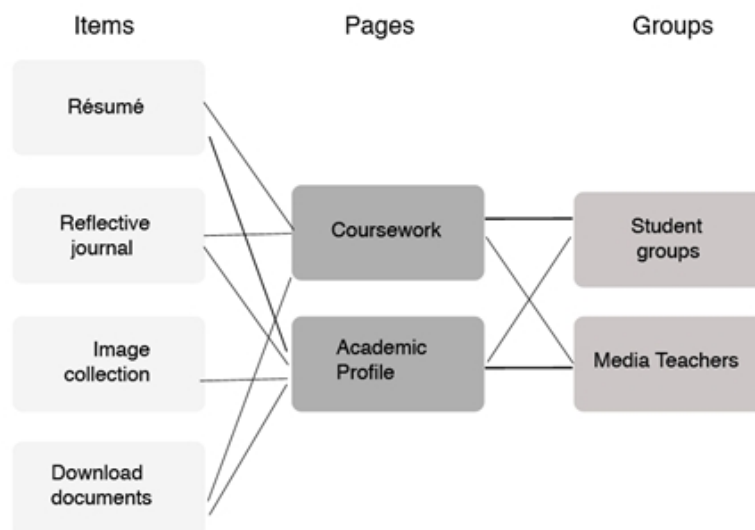 Items
Pages
Groups
Résumé
Reflective
journal
Image
collection
Download
documents
Coursework
Academic
Profile
Student
groups
Media Teachers